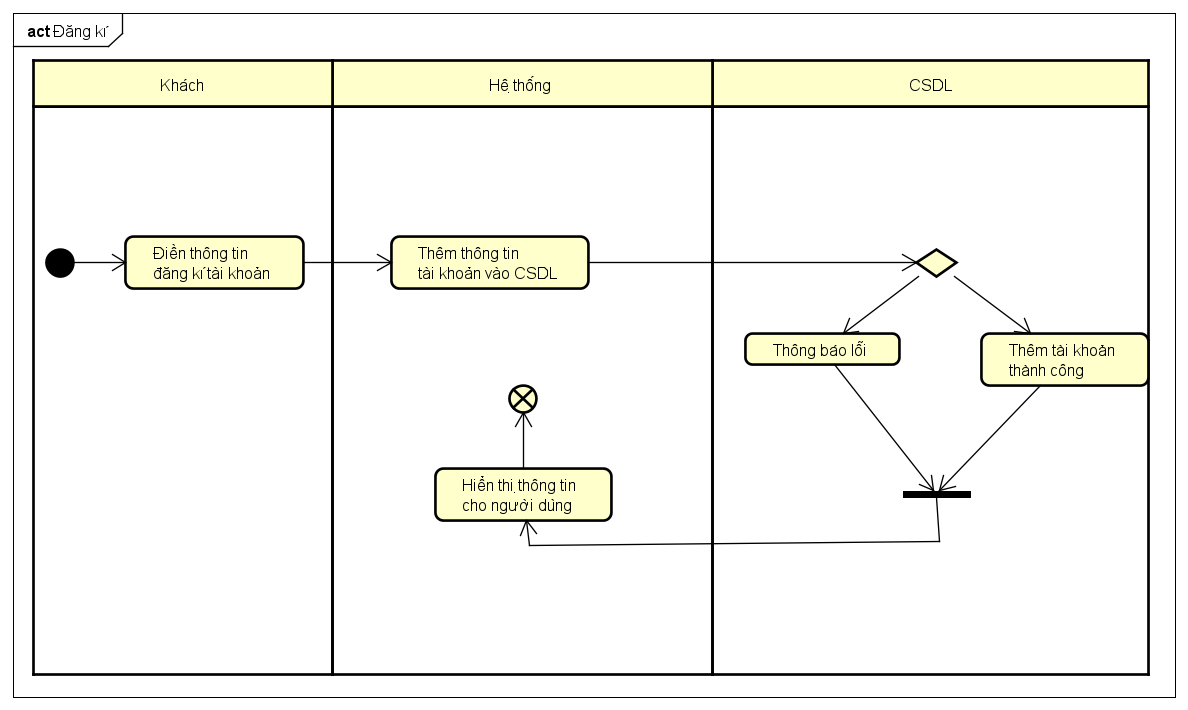 act Đăng kí
Khách
Hệ thống
CSDL
Điền thông tin
đăng kí tài khoản
Thêm thông tin
tài khoản vào CSDL
Thông báo lỗi
Thêm tài khoản
thành công
Hiển thị thông tin
cho người dùng